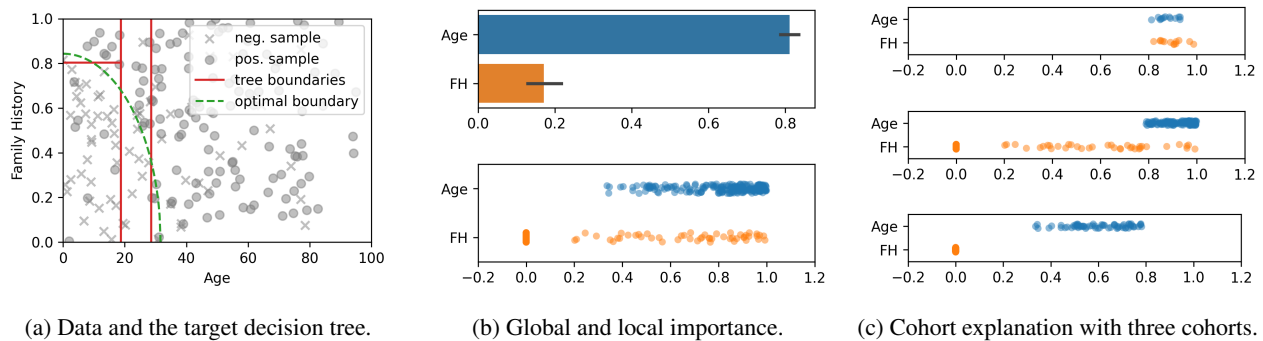 1.0
0.8
0.6
0.4
0.2
0.0
Family History
neg. sample
pos. sample
tree boundaries
optimal boundary
0 20 40 60 80 100
Age
(a) Data and the target decision tree.
Age
FH
0.0 0.2 0.4 0.6 0.8
Age
FH
−0.2 0.0 0.2 0.4 0.6 0.8 1.0 1.2
(b) Global and local importance.
Age
FH
−0.2 0.0 0.2 0.4 0.6 0.8 1.0 1.2
Age
FH
−0.2 0.0 0.2 0.4 0.6 0.8 1.0 1.2
Age
FH
−0.2 0.0 0.2 0.4 0.6 0.8 1.0 1.2
(c) Cohort explanation with three cohorts.